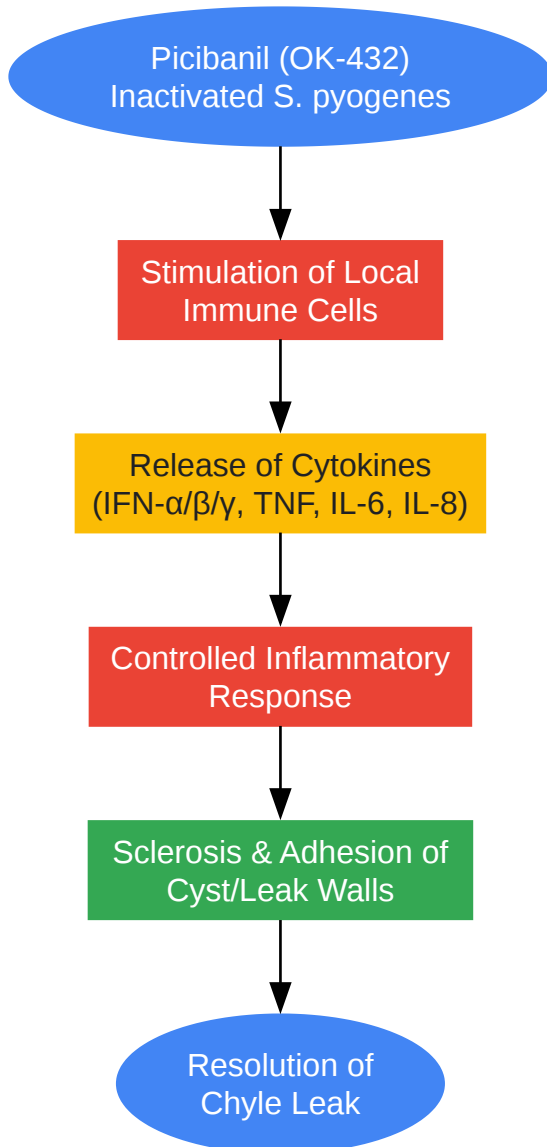 Picibanil (OK-432)
Inactivated S. pyogenes
Stimulation of Local
Immune Cells
Release of Cytokines
(IFN-α/β/γ, TNF, IL-6, IL-8)
Controlled Inflammatory
Response
Sclerosis & Adhesion of
Cyst/Leak Walls
Resolution of
Chyle Leak